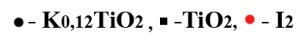 ● - K0,12TiO2 , ■ -TiO2, ● - I2